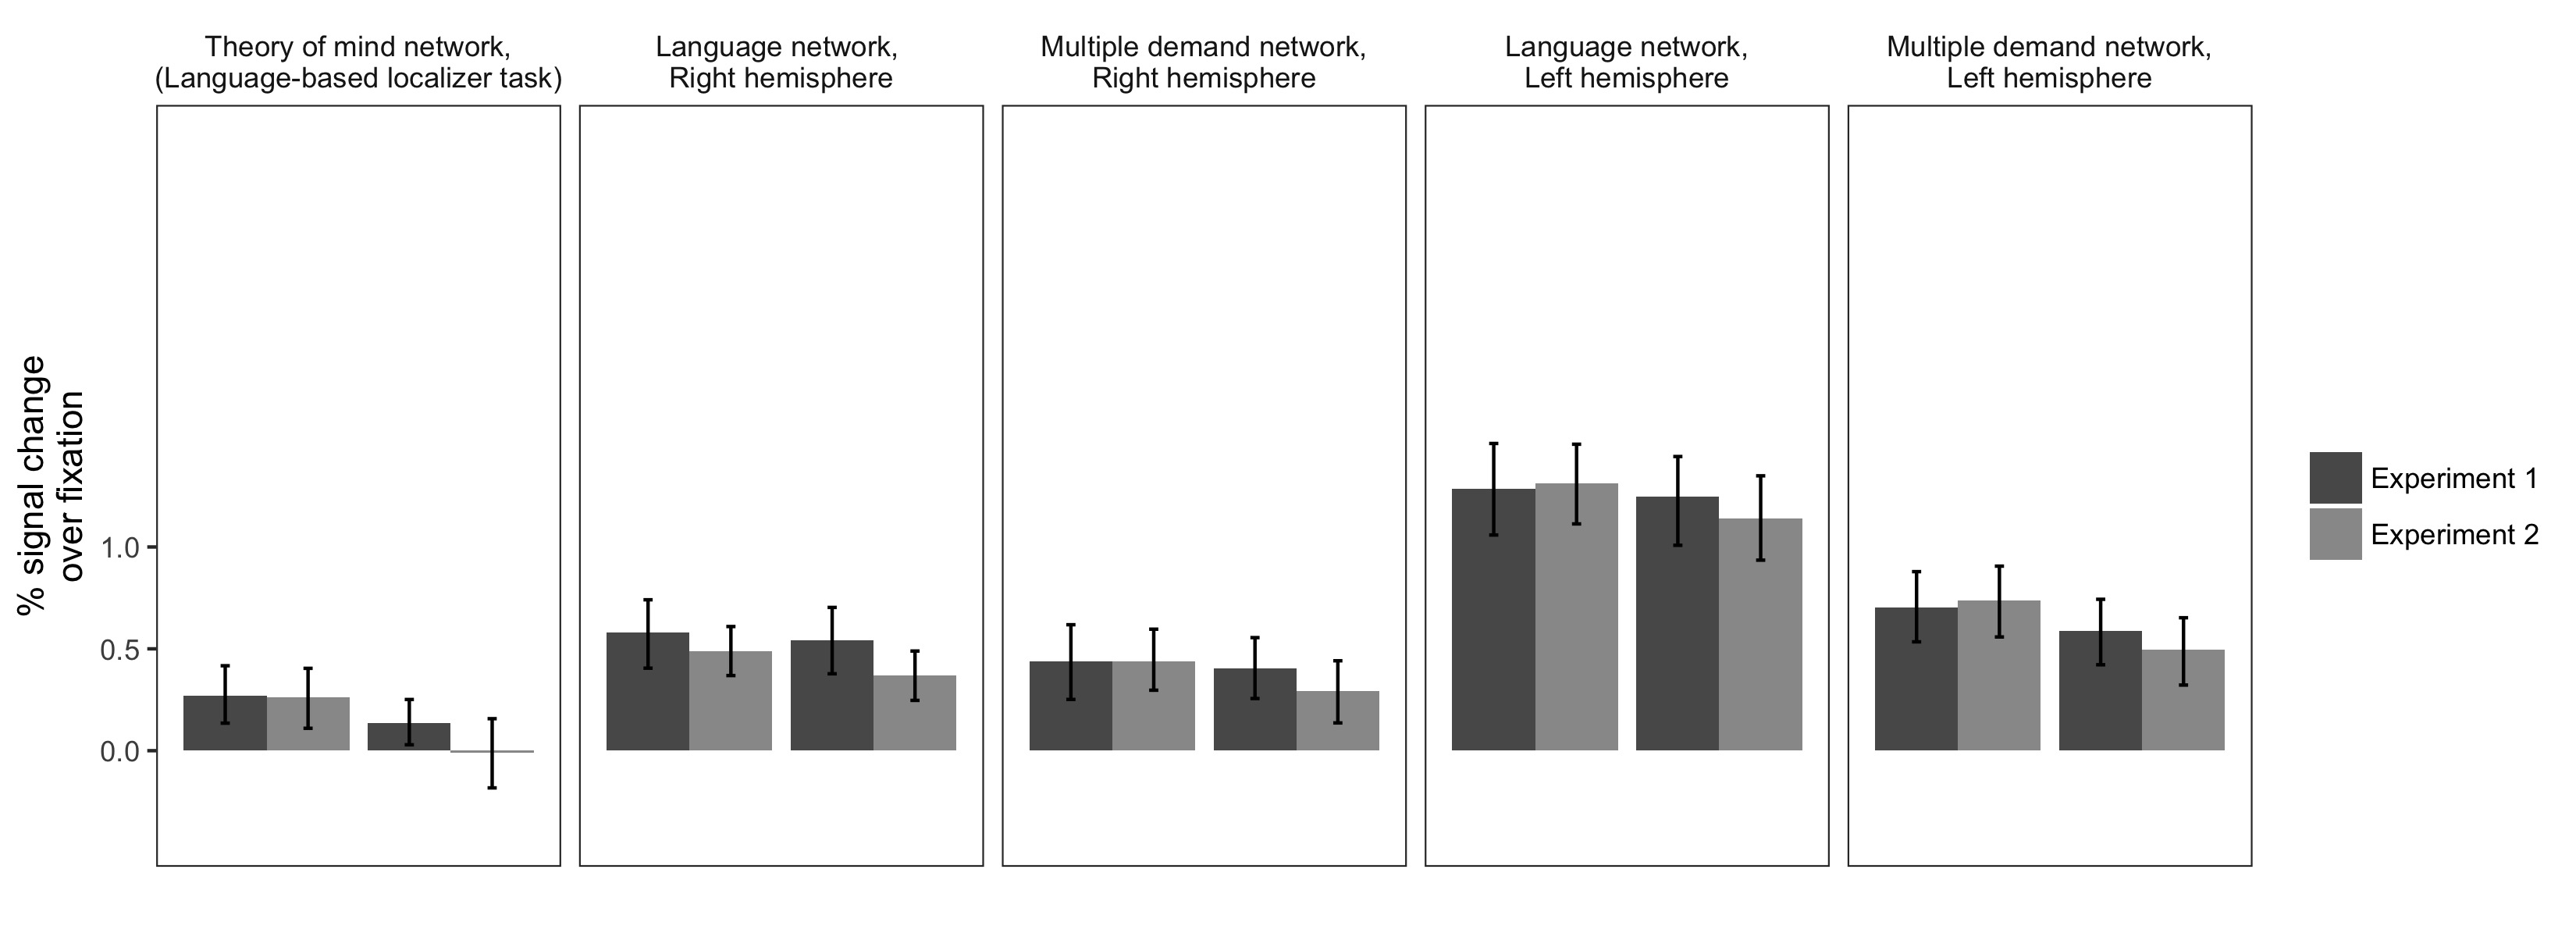 Theory of mind network,
(Language-based localizer task)
Language network,
Right hemisphere
Multiple demand network,
Right hemisphere
Language network,
Left hemisphere
Multiple demand network,
Left hemisphere
% signal change
over fixation
1.0
0.5
0.0
Experiment 1
Experiment 2